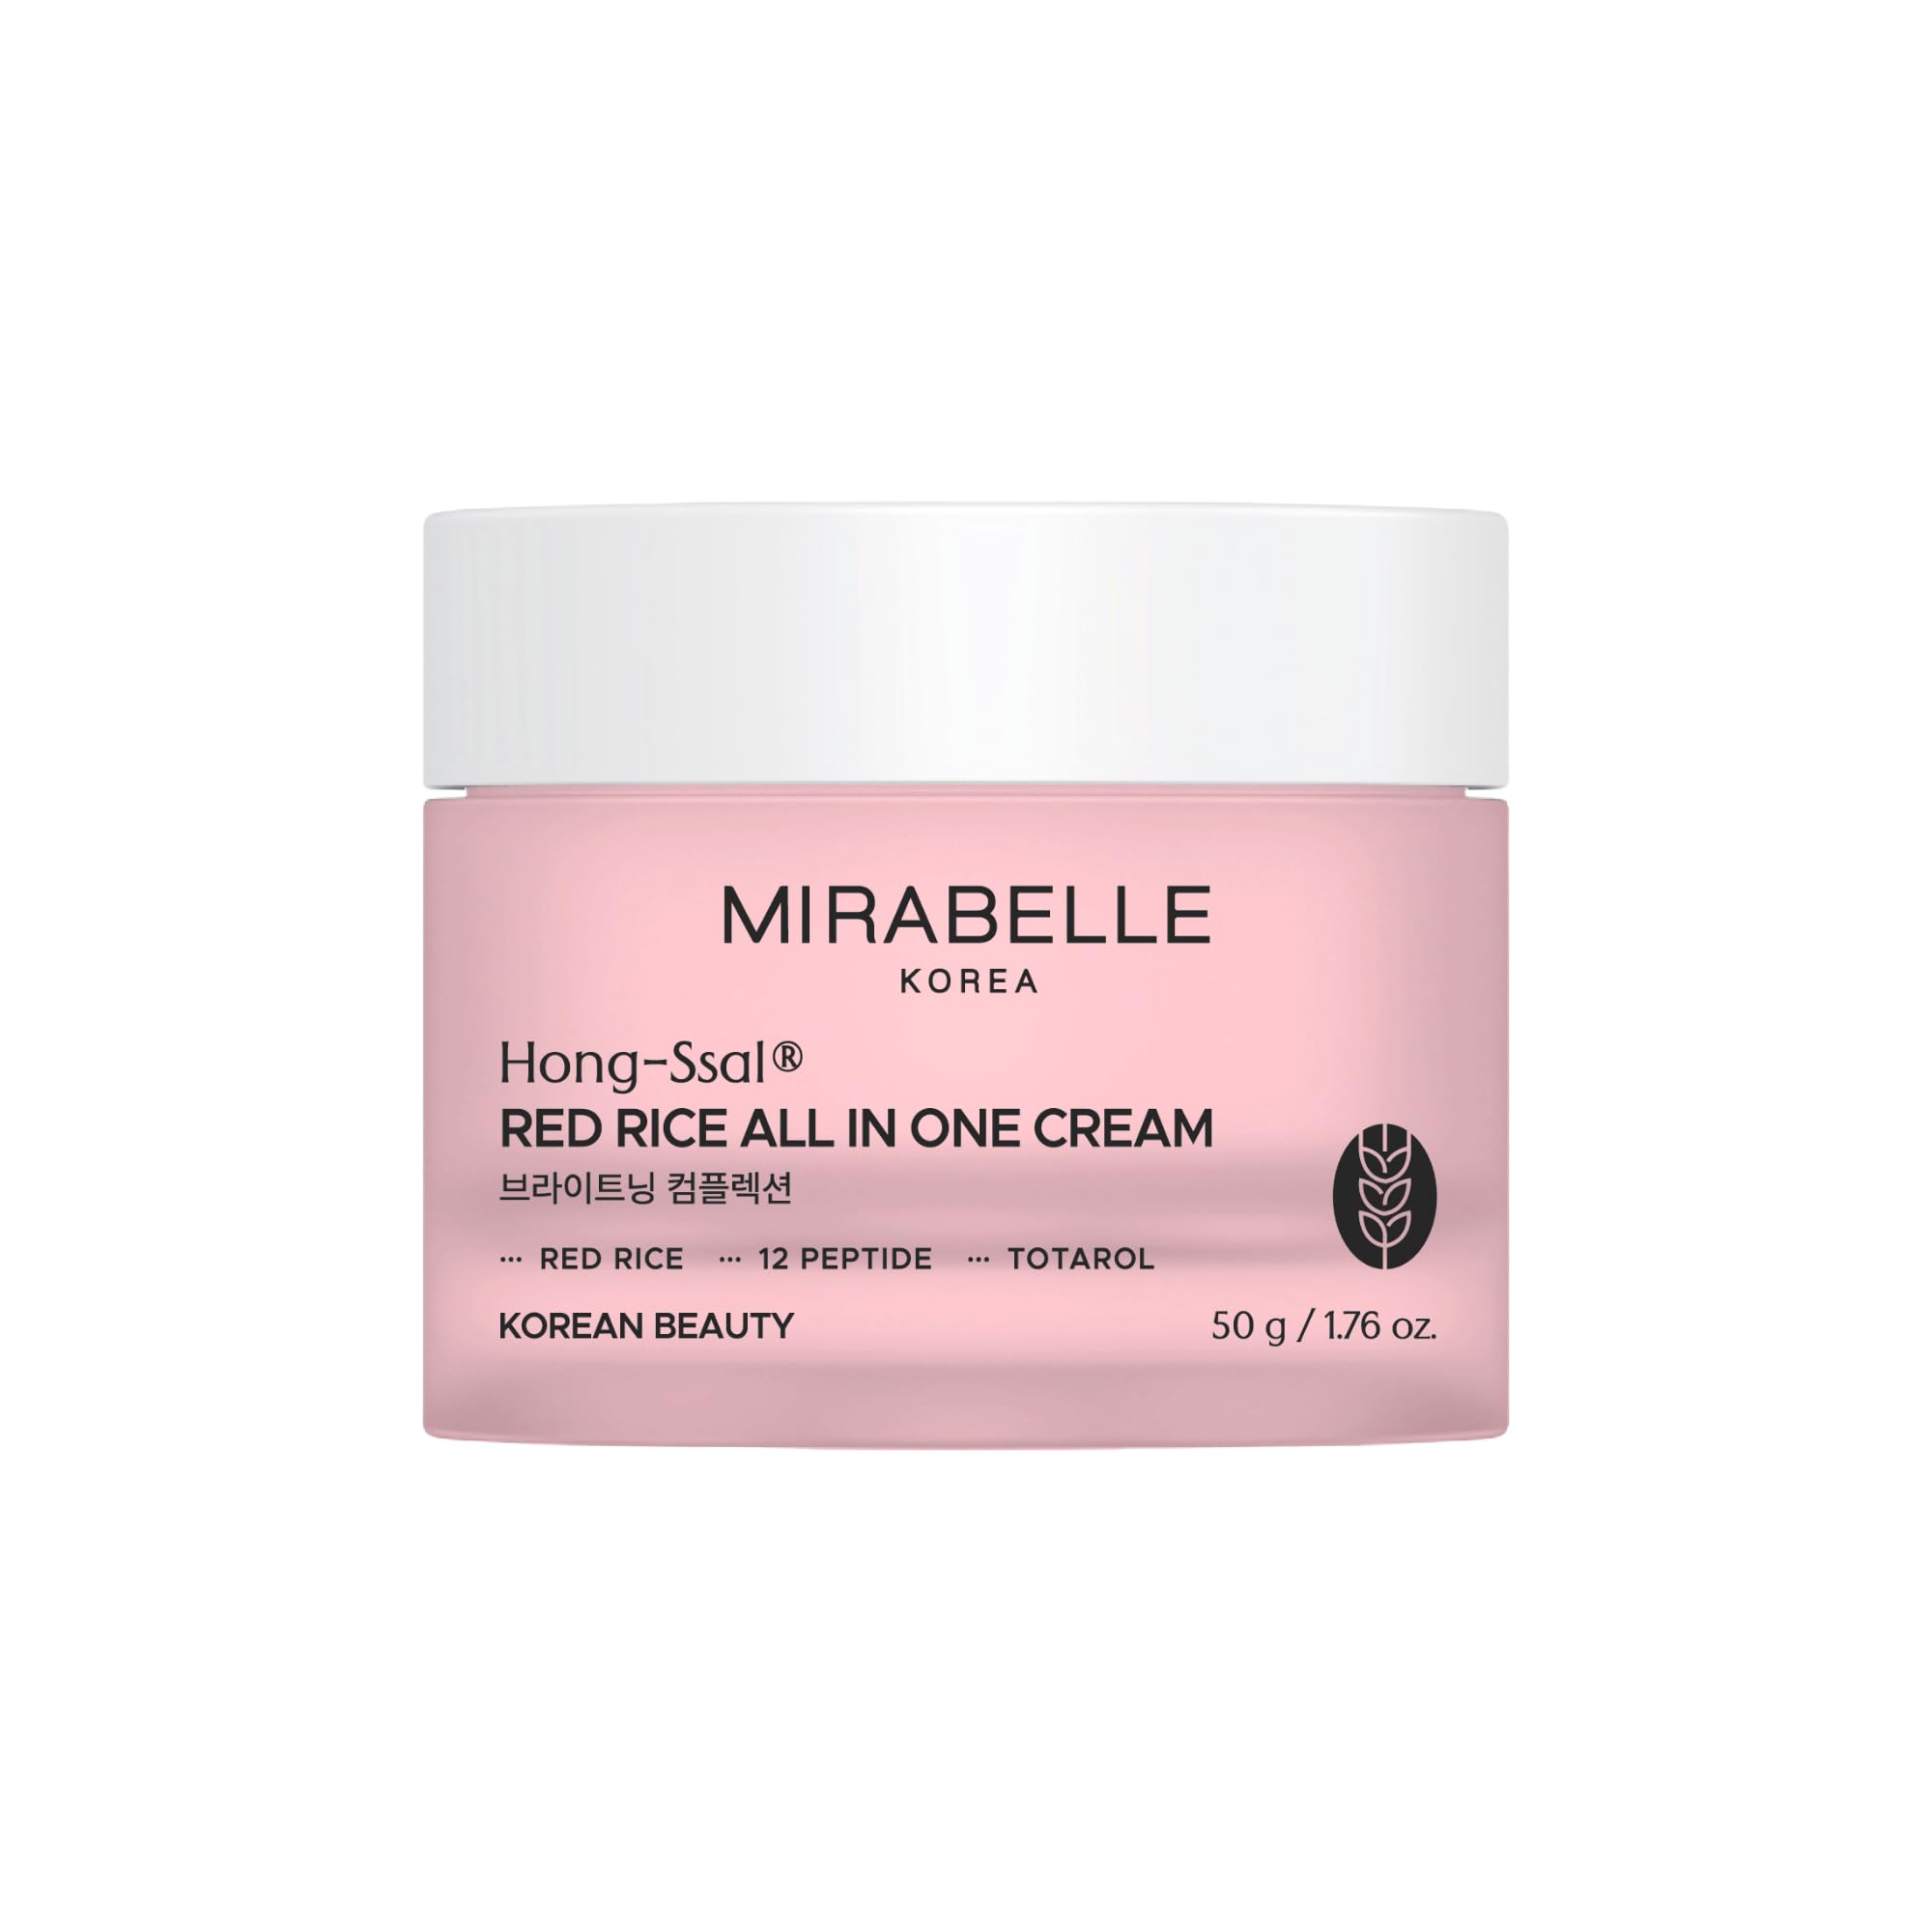 MIRABELLE
KOREA
Hong-Ssal®
RED RICE ALL IN ONE CREAM
브라이트닝 컴플렉션
··· RED RICE ··· 12 PEPTIDE ··· TOTAROL
KOREAN BEAUTY 50 g / 1.76 oz.